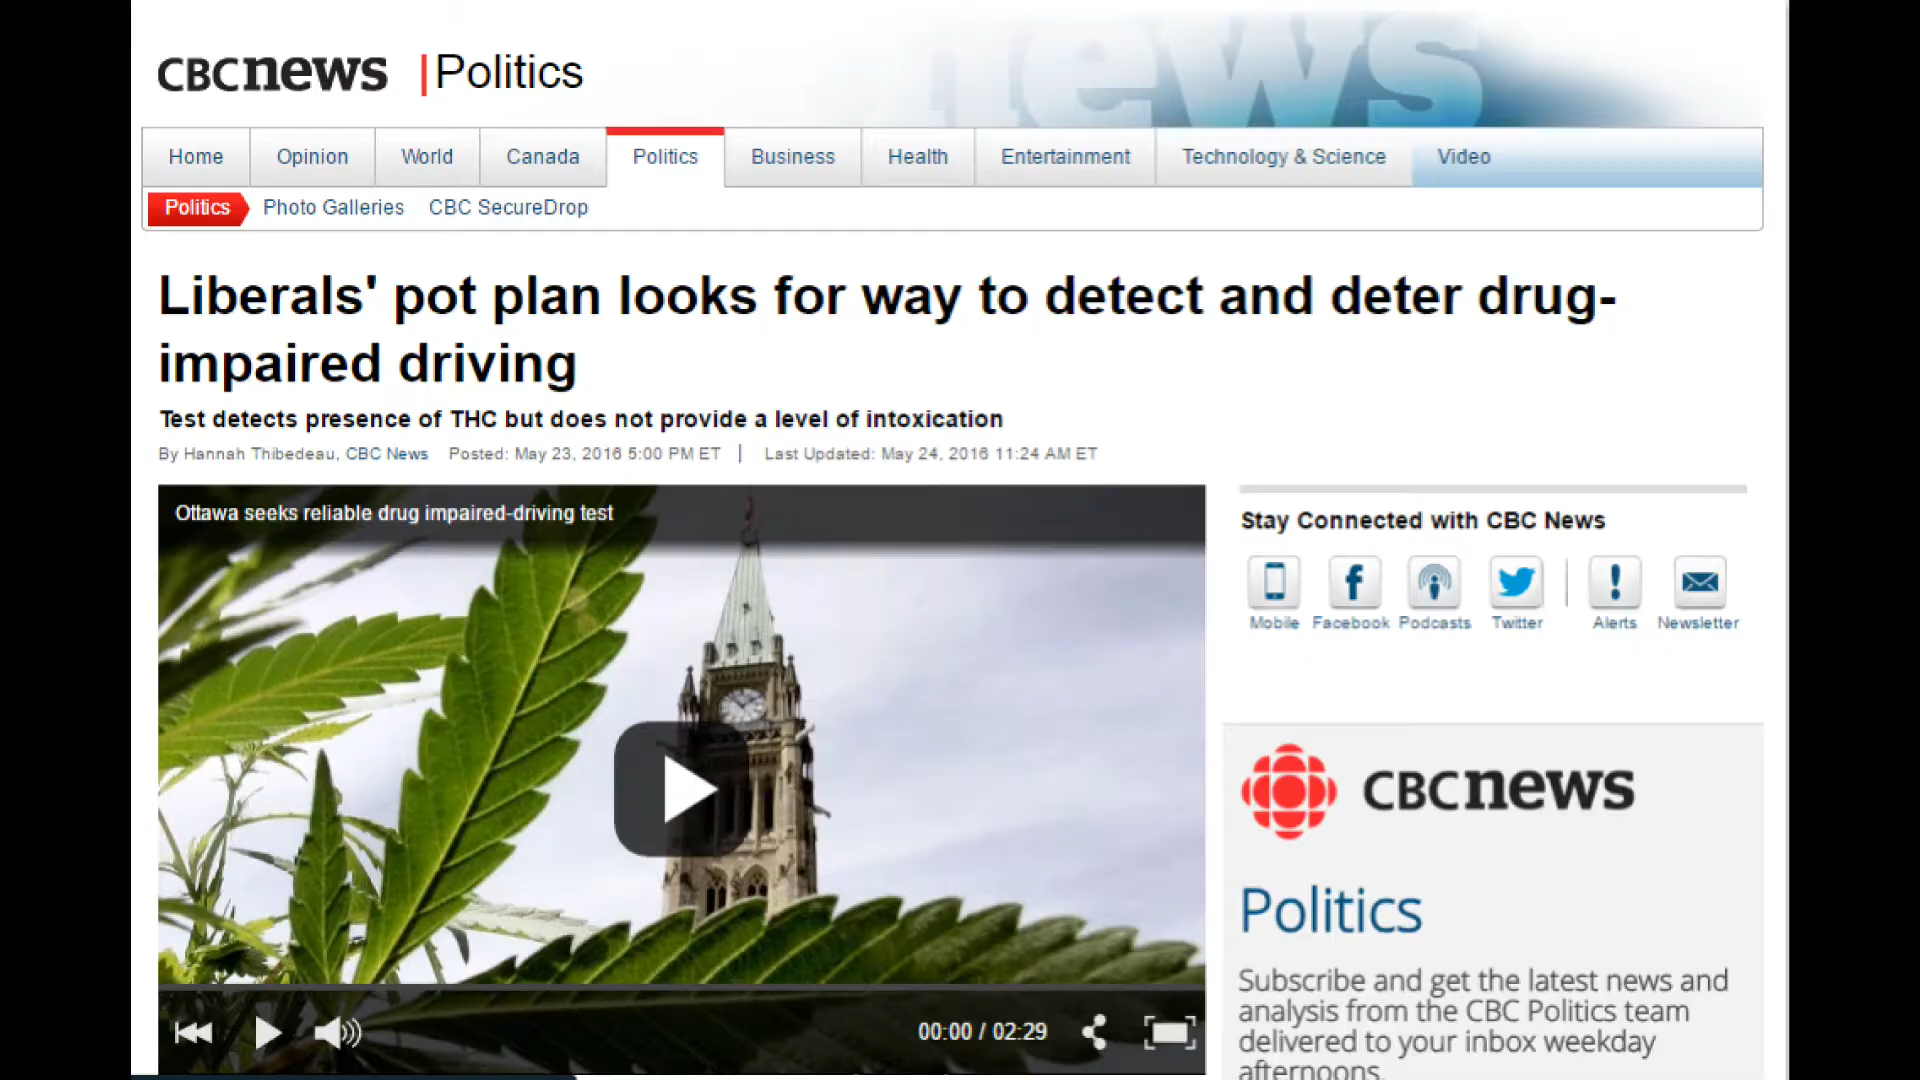 CBCnews | Politics
Home Opinion World Canada Politics Business Health Entertainment Technology & Science Video
Politics Photo Galleries CBC SecureDrop
Liberals' pot plan looks for way to detect and deter drug-
impaired driving
Test detects presence of THC but does not provide a level of intoxication
By Hannah Thibedeau, CBC News Posted: May 23, 2016 5:00 PM ET | Last Updated: May 24, 2016 11:24 AM ET
Ottawa seeks reliable drug impaired-driving test
00:00 / 02:29
Stay Connected with CBC News
Mobile Facebook Podcasts Twitter Alerts Newsletter
CBCnews
Politics
Subscribe and get the latest news and
analysis from the CBC Politics team
delivered to your inbox weekday
afternoons.